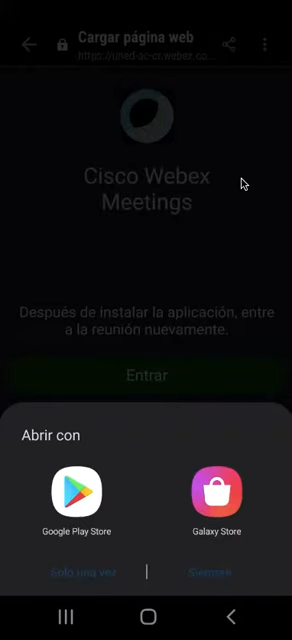 Cargar página web
https://uned-ac-cr.webex.co...
Cisco Webex
Meetings
Después de instalar la aplicación, entre
a la reunión nuevamente.
Entrar
Abrir con
Google Play Store
Galaxy Store
Solo una vez
Siempre